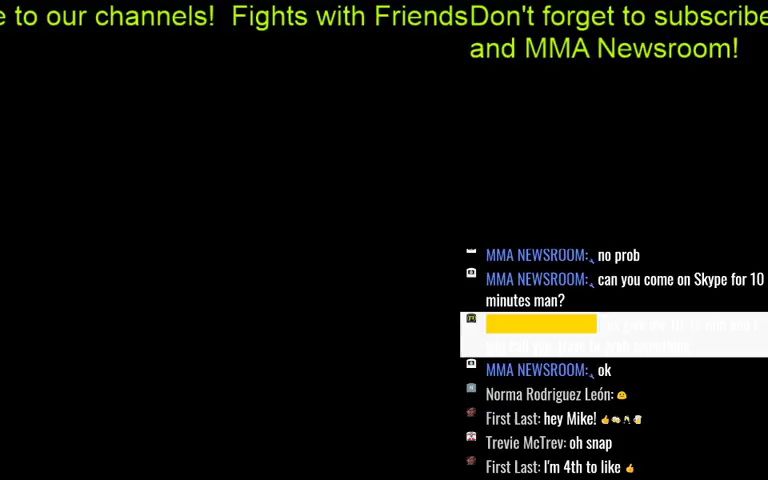 e to our channels!  Fights with FriendsDon't forget to subscribe
and MMA Newsroom!
MMA NEWSROOM: no prob
MMA NEWSROOM: can you come on Skype for 10
minutes man?
MMA NEWSROOM: ok
Norma Rodriguez León: 
First Last: hey Mike! 👍
Trevie McTrev: oh snap
First Last: I'm 4th to like 👍